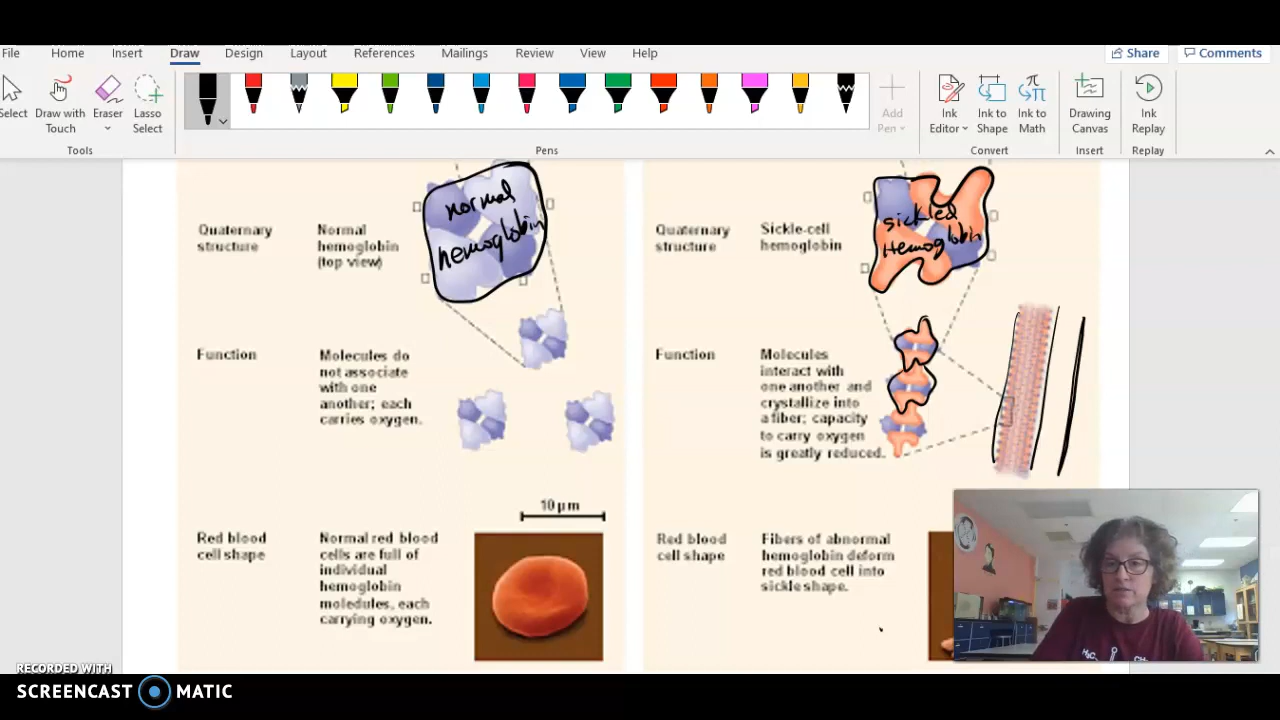 File Home Insert Draw Design Layout References Mailings Review View Help Share Comments
Select Draw with Touch Eraser Lasso Select Add Pen Ink Editor Ink to Shape Ink to Math Drawing Canvas Ink Replay
Tools Pens Convert Insert Replay
Quaternary structure
Normal
hemoglobin
(top view)
normal
hemoglobin
Function
Molecules do
not associate
with one
another; each
carries oxygen.
10 µm
Red blood
cell shape
Normal red blood
cells are full of
individual
hemoglobin
moledules, each
carrying oxygen.
Quaternary
structure
Sickle-cell
hemoglobin
sickled
Hemoglobin
Function
Molecules
interact with
one another and
crystallize into
a fiber; capacity
to carry oxygen
is greatly reduced.
Red blood
cell shape
Fibers of abnormal
hemoglobin deform
red blood cell into
sickle shape.
H₃C
CH
RECORDED WITH
SCREENCAST MATIC